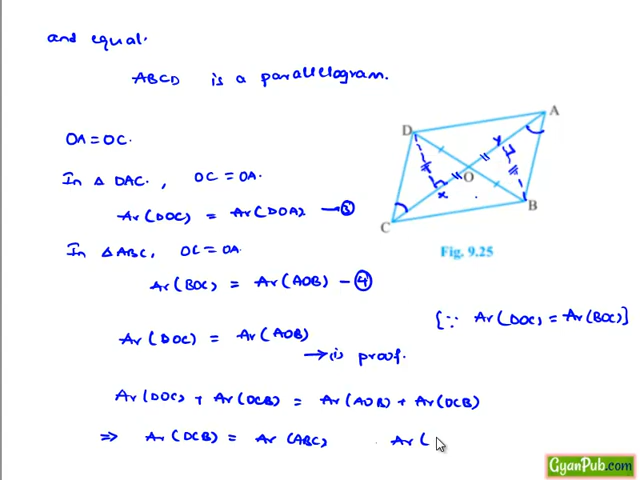 and equal.
ABCD is a parallelogram.
OA = OC.
In △ DAC, OC = OA.
Ar(DOC) = Ar(DOA) — ③
In △ABC, OC = OA.
Ar(BOC) = Ar(AOB) — ④
Ar(DOC) = Ar(AOB) [∵ Ar(DOC) = Ar(BOC)]
→ (i) proof.
Ar(DOC) + Ar(OCB) = Ar(AOB) + Ar(OCB)
⇒ Ar(DCB) = Ar(ABC) Ar(
D
A
Y
M
O
X
B
C
Fig. 9.25
GyanPub.com